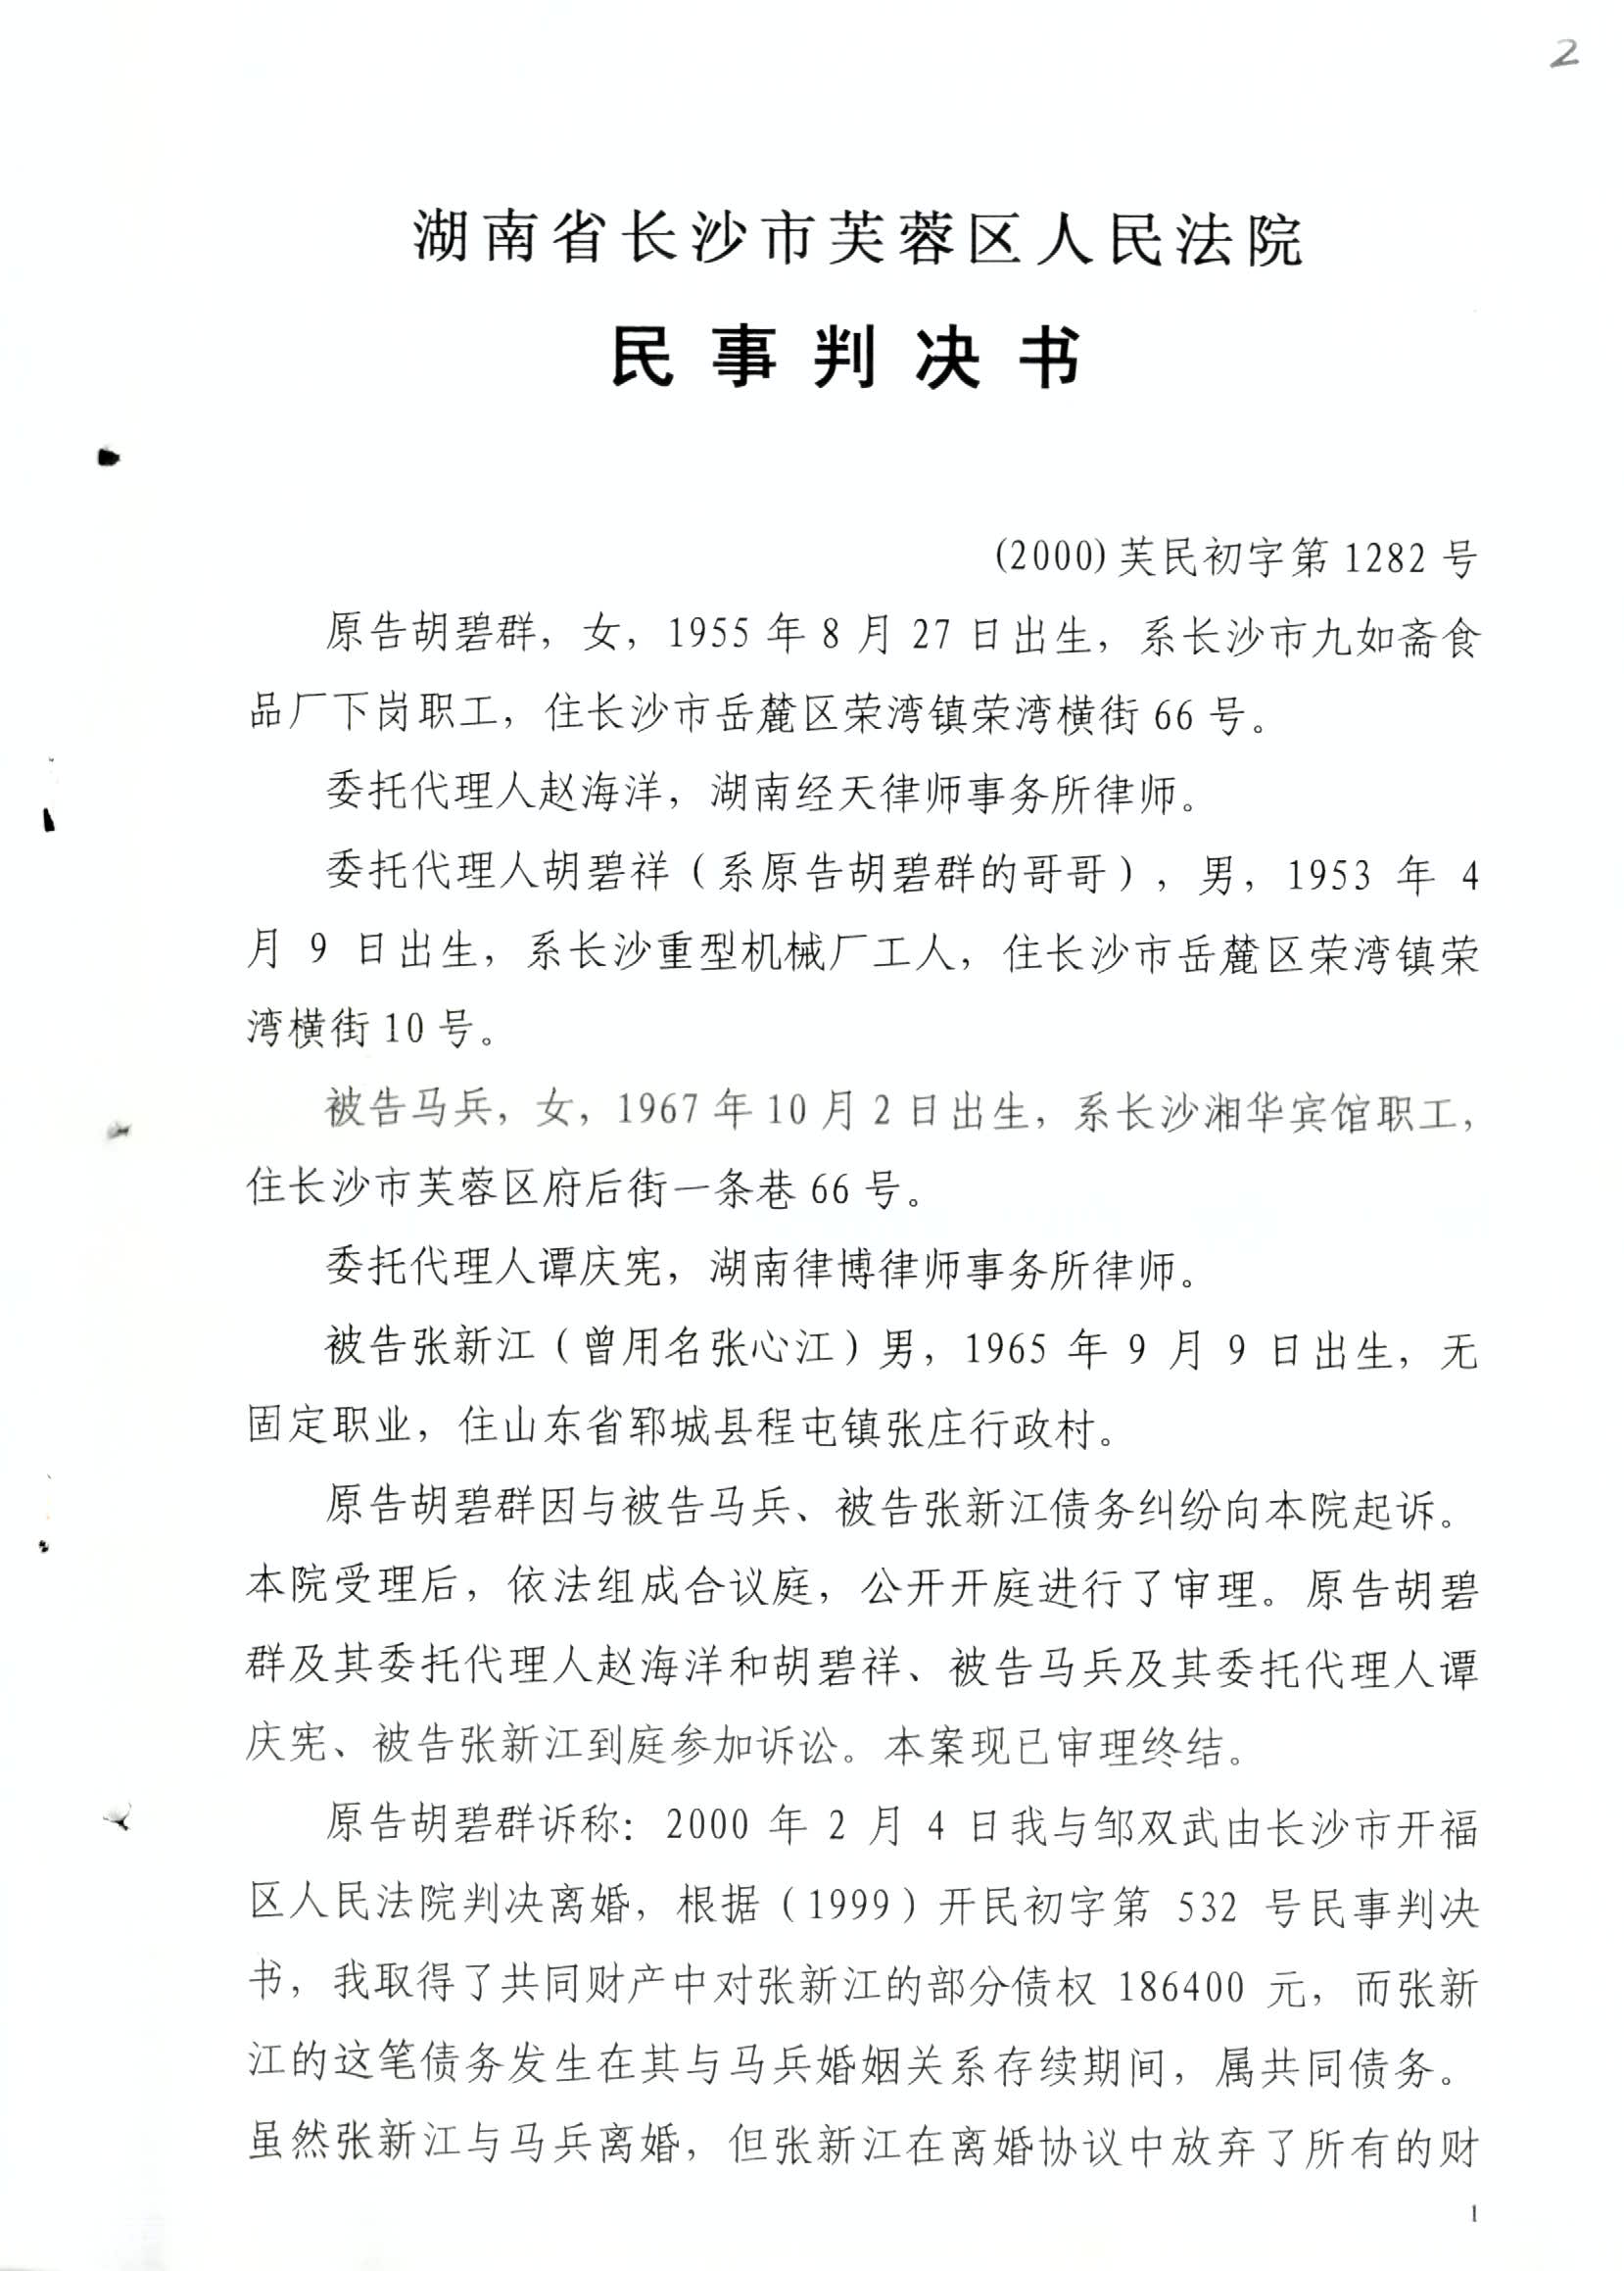 2
湖南省长沙市芙蓉区人民法院
民事判决书
(2000)芙民初字第1282号
原告胡碧群，女，1955年8月27日出生，系长沙市九如斋食
品厂下岗职工，住长沙市岳麓区荣湾镇荣湾横街66号。
委托代理人赵海洋，湖南经天律师事务所律师。
委托代理人胡碧祥（系原告胡碧群的哥哥），男，1953年4
月9日出生，系长沙重型机械厂工人，住长沙市岳麓区荣湾镇荣
湾横街10号。
被告马兵，女，1967年10月2日出生，系长沙湘华宾馆职工，
住长沙市芙蓉区府后街一条巷66号。
委托代理人谭庆宪，湖南律博律师事务所律师。
被告张新江（曾用名张心江）男，1965年9月9日出生，无
固定职业，住山东省郓城县程屯镇张庄行政村。
原告胡碧群因与被告马兵、被告张新江债务纠纷向本院起诉。
本院受理后，依法组成合议庭，公开开庭进行了审理。原告胡碧
群及其委托代理人赵海洋和胡碧祥、被告马兵及其委托代理人谭
庆宪、被告张新江到庭参加诉讼。本案现已审理终结。
原告胡碧群诉称：2000年2月4日我与邹双武由长沙市开福
区人民法院判决离婚，根据（1999）开民初字第532号民事判决
书，我取得了共同财产中对张新江的部分债权186400元，而张新
江的这笔债务发生在其与马兵婚姻关系存续期间，属共同债务。
虽然张新江与马兵离婚，但张新江在离婚协议中放弃了所有的财
1